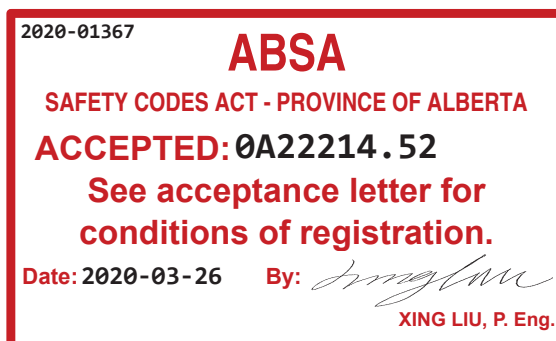 2020-01367
ABSA
SAFETY CODES ACT - PROVINCE OF ALBERTA
ACCEPTED: 0A22214.52
See acceptance letter for
conditions of registration.
Date: 2020-03-26 By:
XING LIU, P. Eng.